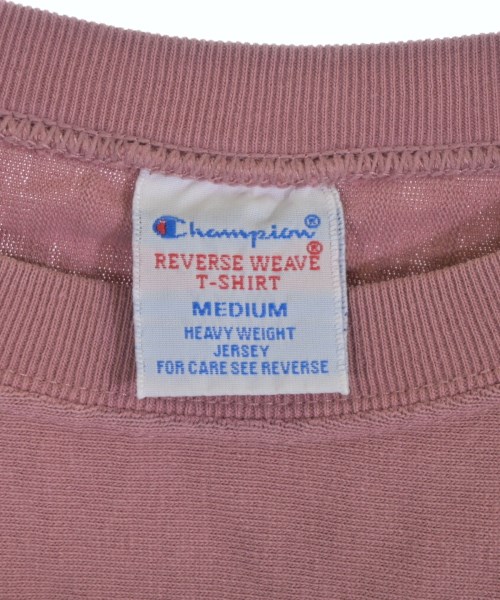 Champion®
REVERSE WEAVE®
T-SHIRT
MEDIUM
HEAVY WEIGHT
JERSEY
FOR CARE SEE REVERSE